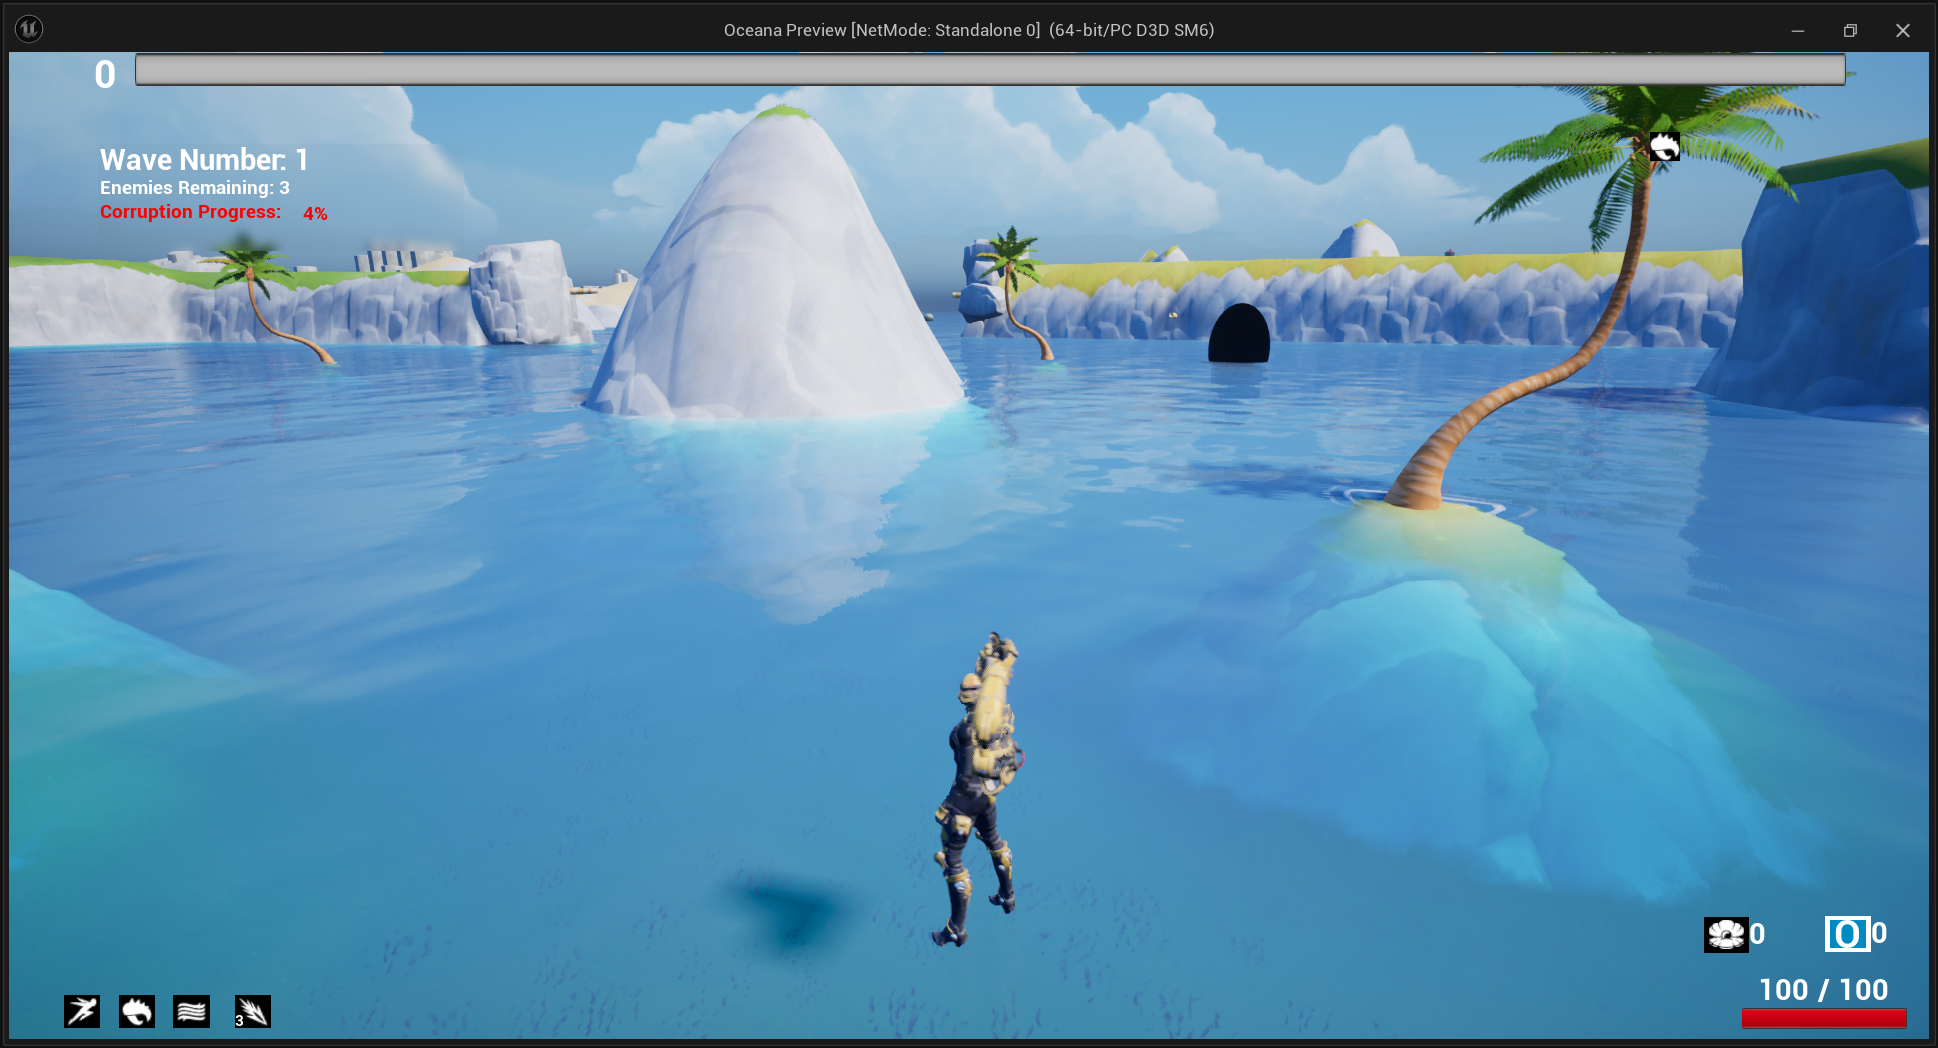 Oceana Preview [NetMode: Standalone 0] (64-bit/PC D3D SM6)
0
Wave Number: 1
Enemies Remaining: 3
Corruption Progress: 4%
0
O 0
100 / 100
3